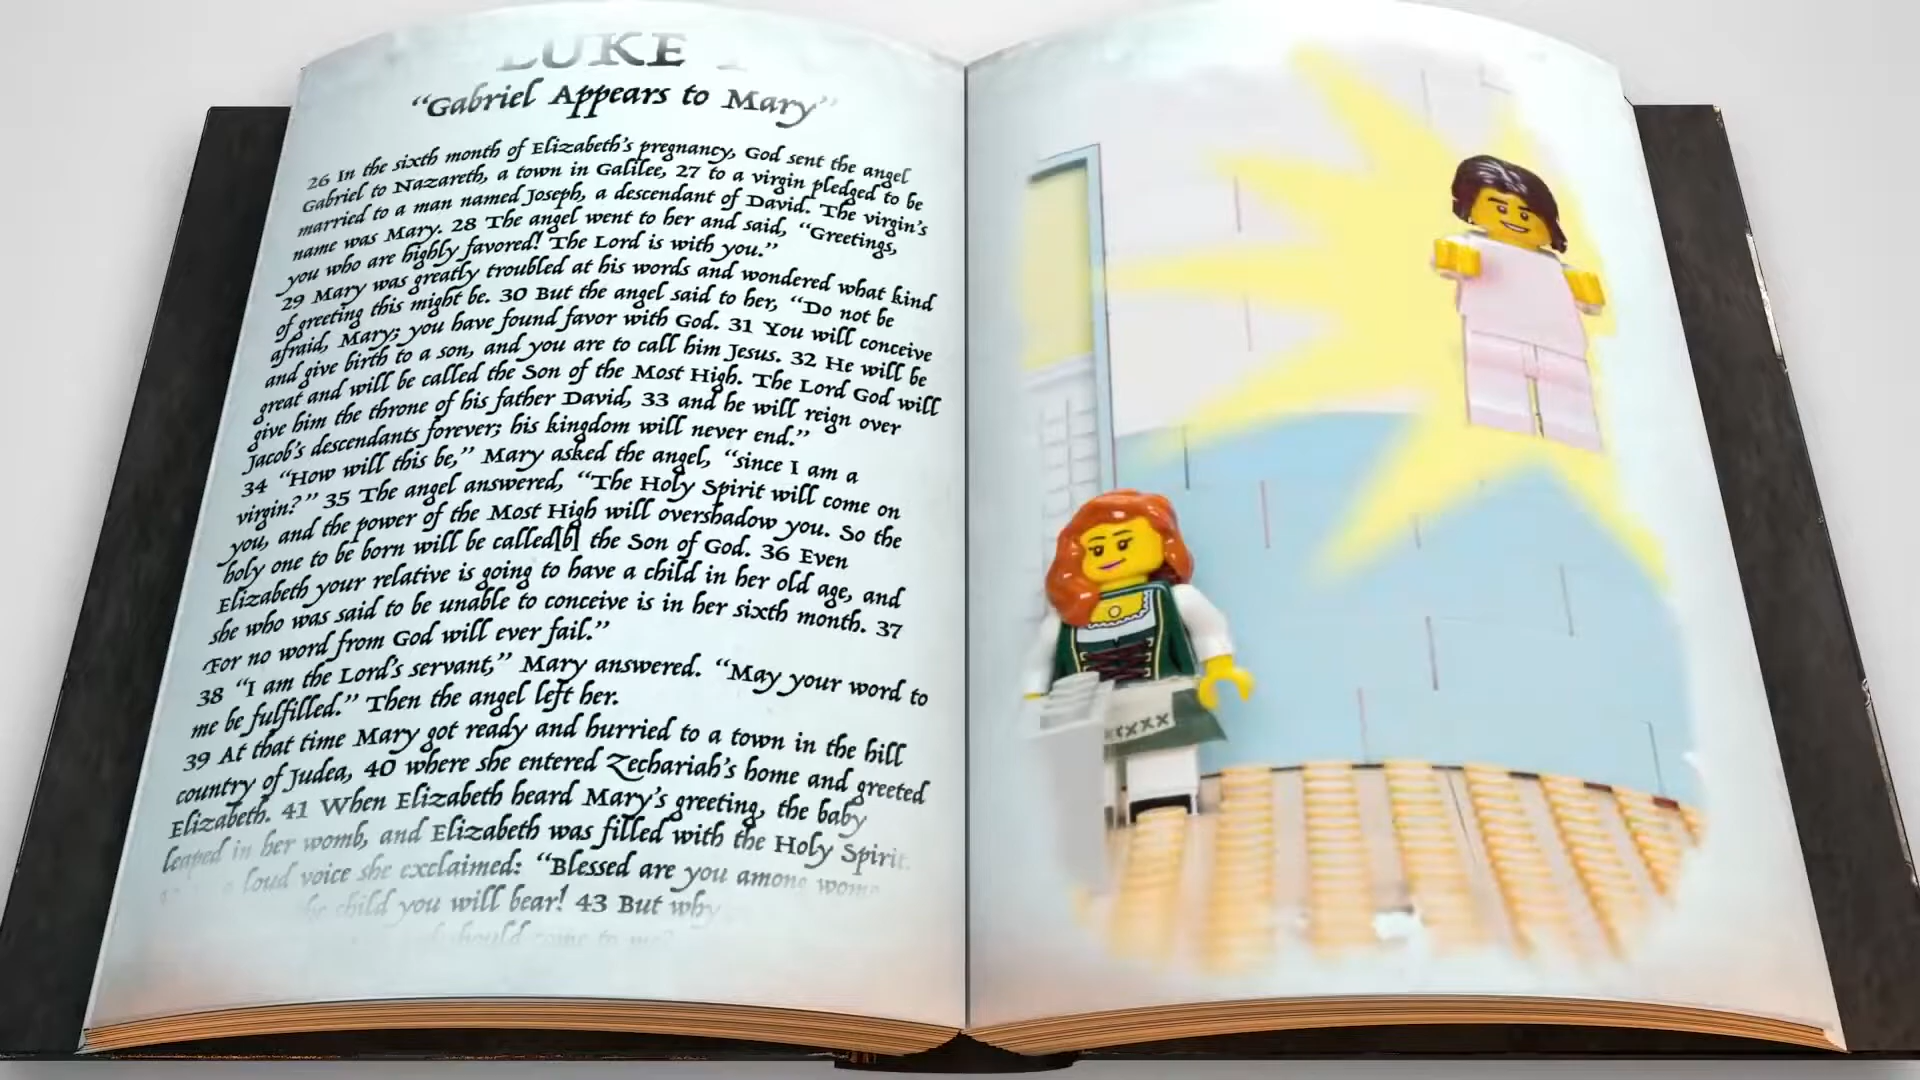 LUKE
“Gabriel Appears to Mary”
26 In the sixth month of Elizabeth’s pregnancy, God sent the angel
Gabriel to Nazareth, a town in Galilee, 27 to a virgin pledged to be
married to a man named Joseph, a descendant of David. The virgin’s
name was Mary. 28 The angel went to her and said, “Greetings,
you who are highly favored! The Lord is with you.”
29 Mary was greatly troubled at his words and wondered what kind
of greeting this might be. 30 But the angel said to her, “Do not be
afraid, Mary; you have found favor with God. 31 You will conceive
and give birth to a son, and you are to call him Jesus. 32 He will be
great and will be called the Son of the Most High. The Lord God will
give him the throne of his father David, 33 and he will reign over
Jacob’s descendants forever; his kingdom will never end.”
34 “How will this be,” Mary asked the angel, “since I am a
virgin?” 35 The angel answered, “The Holy Spirit will come on
you, and the power of the Most High will overshadow you. So the
holy one to be born will be called[b] the Son of God. 36 Even
Elizabeth your relative is going to have a child in her old age, and
she who was said to be unable to conceive is in her sixth month. 37
For no word from God will ever fail.”
38 “I am the Lord’s servant,” Mary answered. “May your word to
me be fulfilled.” Then the angel left her.
39 At that time Mary got ready and hurried to a town in the hill
country of Judea, 40 where she entered Zechariah’s home and greeted
Elizabeth. 41 When Elizabeth heard Mary’s greeting, the baby
leaped in her womb, and Elizabeth was filled with the Holy Spirit.
loud voice she exclaimed: “Blessed are you among
child you will bear! 43 But why
should come to me?